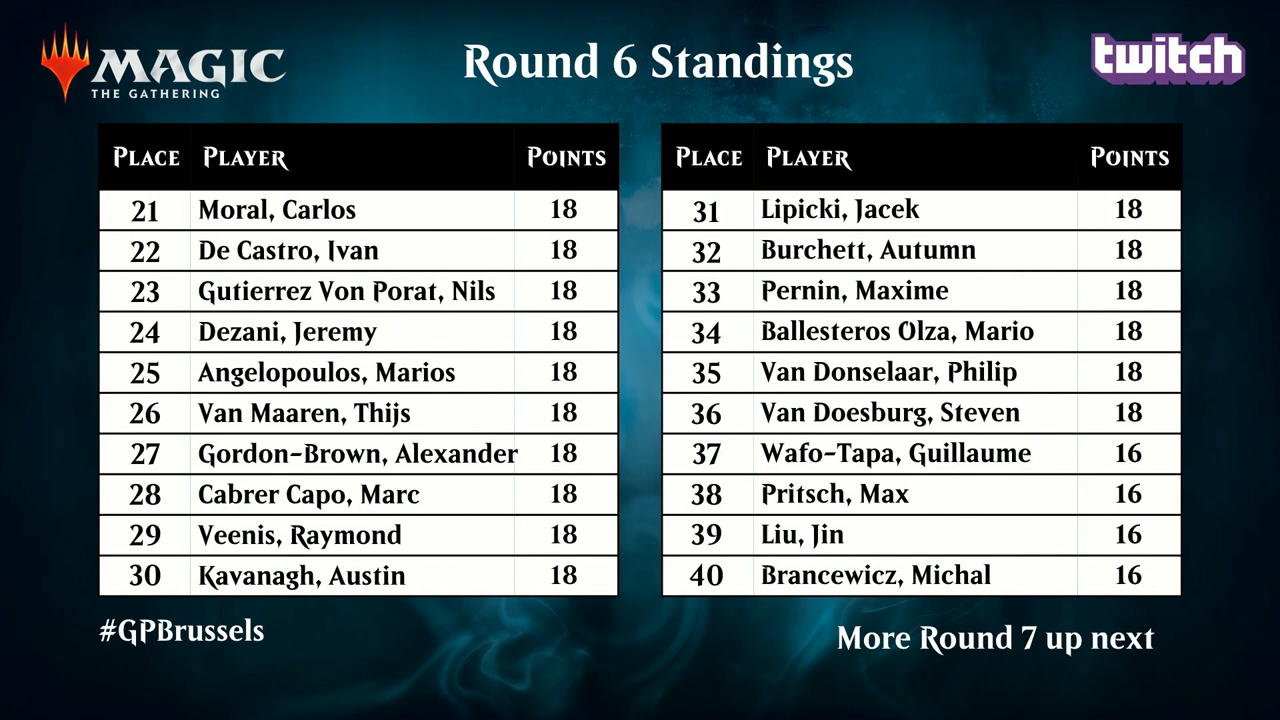 MAGIC
THE GATHERING
Round 6 Standings
twitch
Place Player Points
21 Moral, Carlos 18
22 De Castro, Ivan 18
23 Gutierrez Von Porat, Nils 18
24 Dezani, Jeremy 18
25 Angelopoulos, Marios 18
26 Van Maaren, Thijs 18
27 Gordon-Brown, Alexander 18
28 Cabrer Capo, Marc 18
29 Veenis, Raymond 18
30 Kavanagh, Austin 18
Place Player Points
31 Lipicki, Jacek 18
32 Burchett, Autumn 18
33 Pernin, Maxime 18
34 Ballesteros Olza, Mario 18
35 Van Donselaar, Philip 18
36 Van Doesburg, Steven 18
37 Wafo-Tapa, Guillaume 16
38 Pritsch, Max 16
39 Liu, Jin 16
40 Brancewicz, Michal 16
#GPBrussels
More Round 7 up next